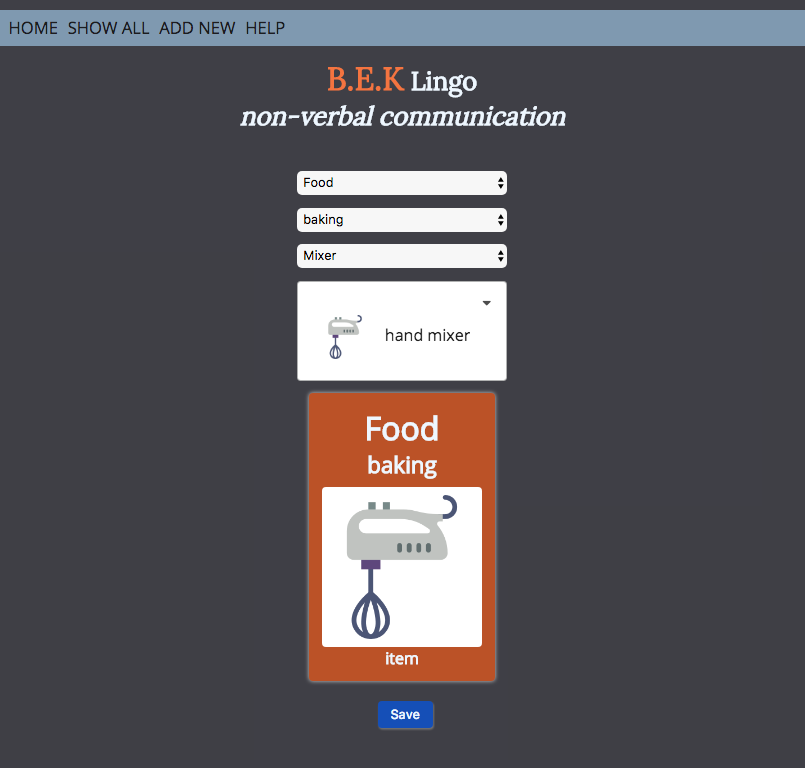 HOME SHOW ALL ADD NEW HELP
B.E.K Lingo
non-verbal communication
Food
baking
Mixer
hand mixer
Food
baking
item
Save